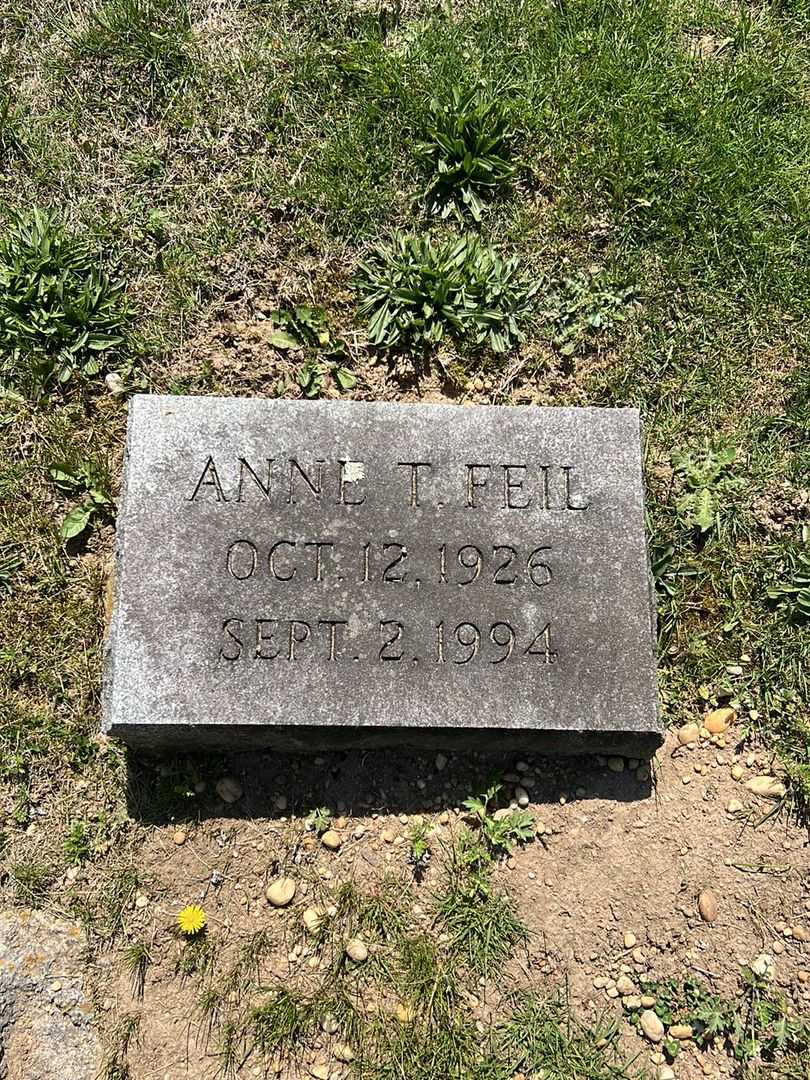 ANNE T. FEIL
OCT. 12, 1926
SEPT. 2, 1994